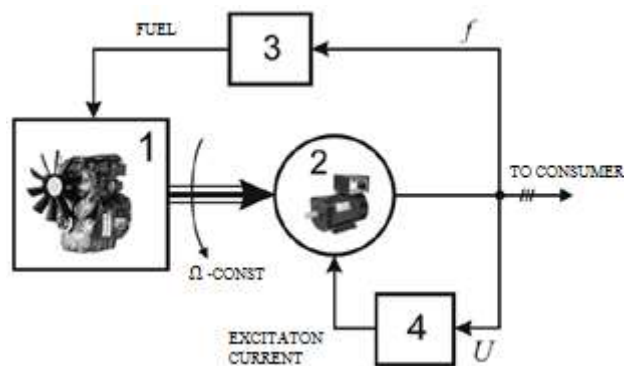 FUEL
3
f
1
2
TO CONSUMER
Ω -CONST
EXCITATON
CURRENT
4
U